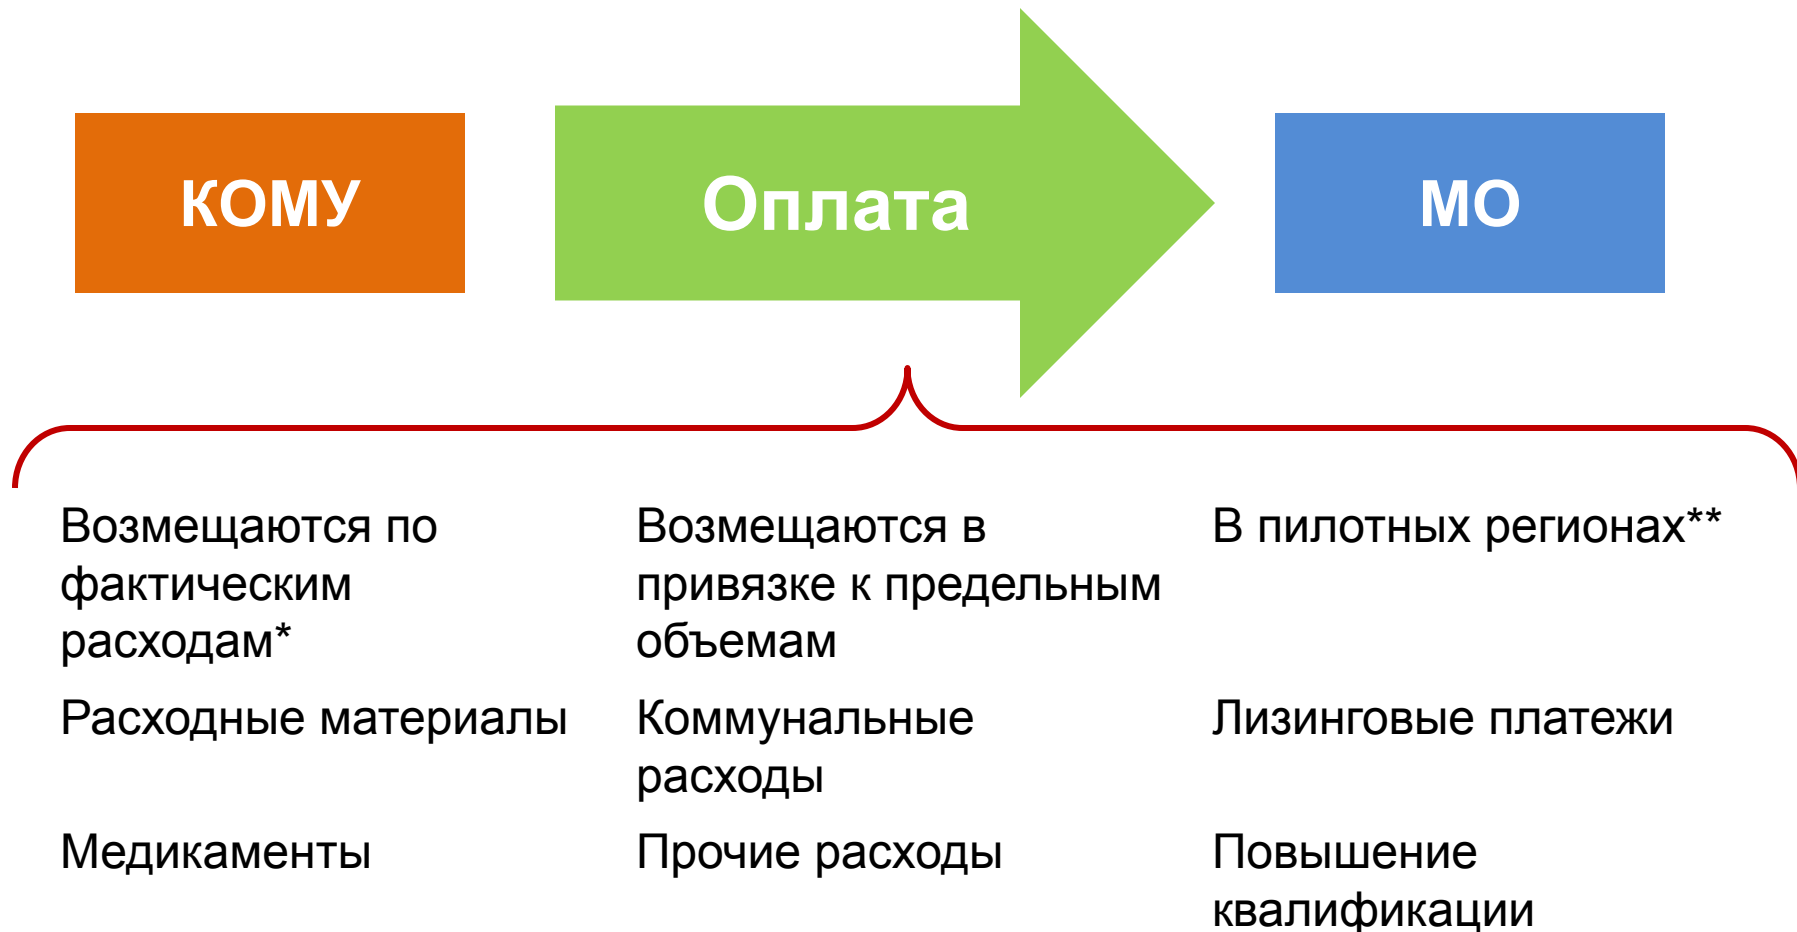 КОМУ
Оплата
МО
Возмещаются по
фактическим
расходам*
Возмещаются в
привязке к предельным
объемам
В пилотных регионах**
Расходные материалы
Коммунальные
расходы
Лизинговые платежи
Медикаменты
Прочие расходы
Повышение
квалификации